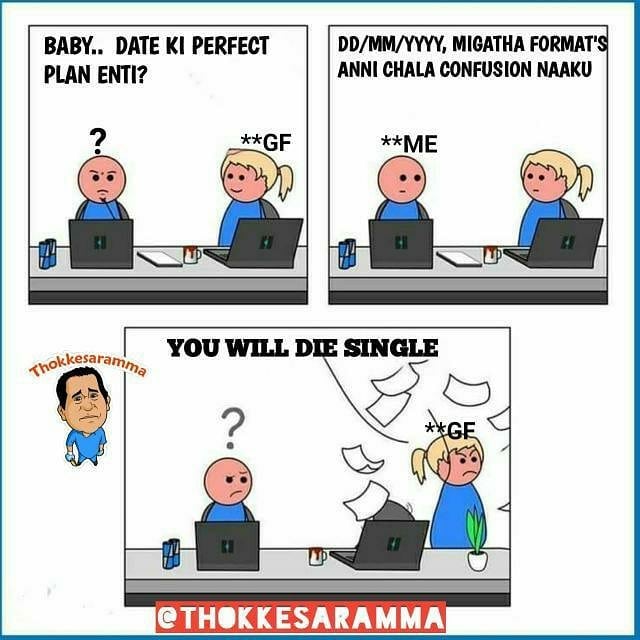 BABY.. DATE KI PERFECT
PLAN ENTI?
?
**GF
DD/MM/YYYY, MIGATHA FORMAT'S
ANNI CHALA CONFUSION NAAKU
**ME
YOU WILL DIE SINGLE
Thokkesaramma
?
**GF
@THOKKESARAMMA